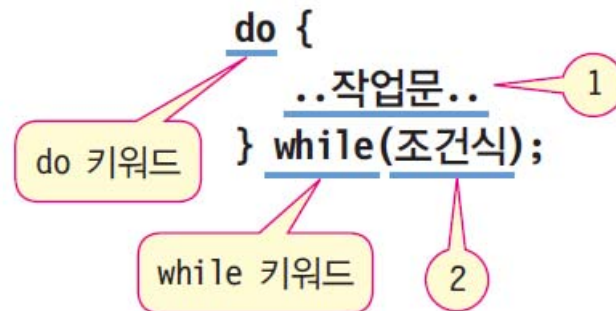 do {
..작업문..
1
do 키워드
} while(조건식);
while 키워드
2